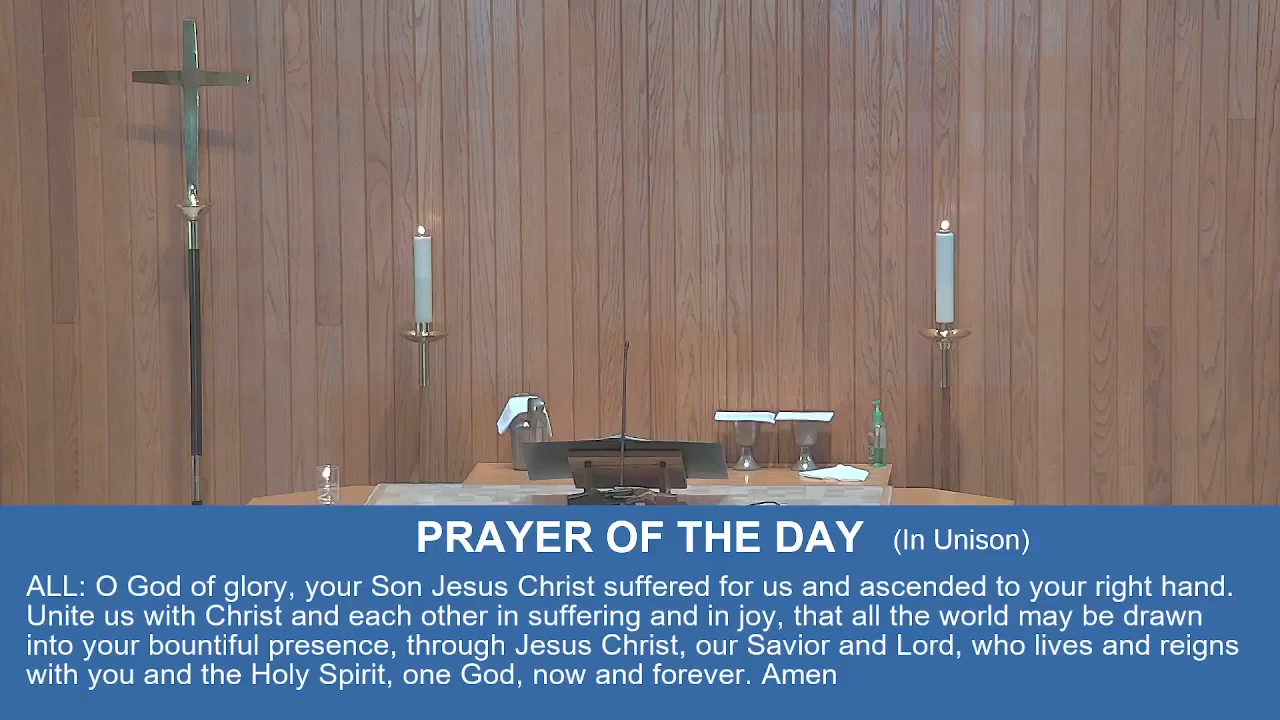 PRAYER OF THE DAY (In Unison)
ALL: O God of glory, your Son Jesus Christ suffered for us and ascended to your right hand.
Unite us with Christ and each other in suffering and in joy, that all the world may be drawn
into your bountiful presence, through Jesus Christ, our Savior and Lord, who lives and reigns
with you and the Holy Spirit, one God, now and forever. Amen